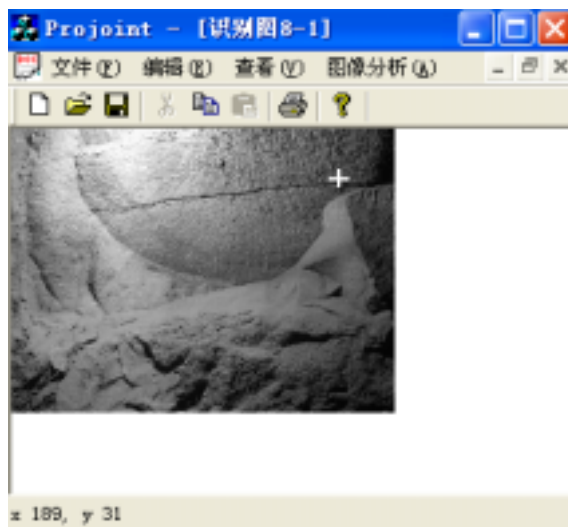 Projoint - [识别图8-1]
文件(F) 编辑(E) 查看(V) 图像分析(A)
x 189, y 31